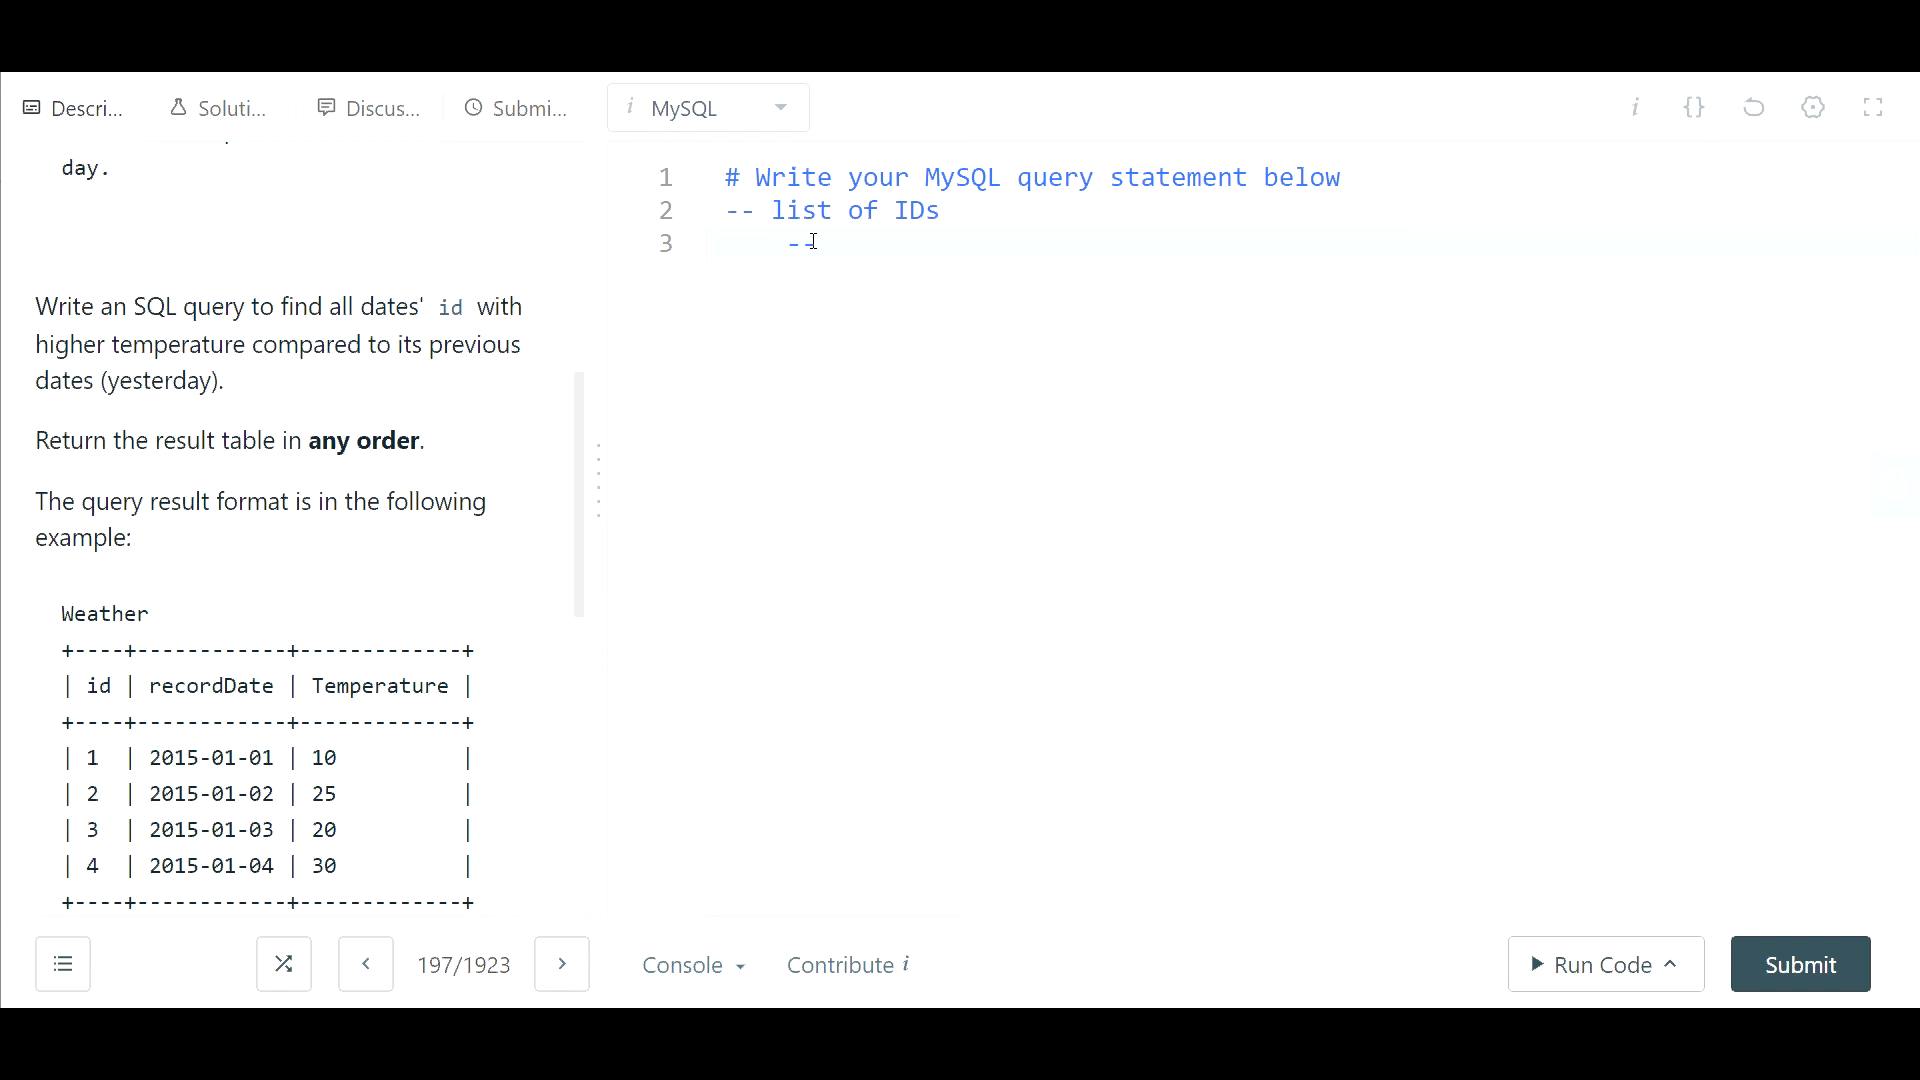 Descri...
Soluti...
Discus...
Submi...
i MySQL
i {}
day.
Write an SQL query to find all dates' id with
higher temperature compared to its previous
dates (yesterday).
Return the result table in any order.
The query result format is in the following
example:
Weather
+----+------------+-------------+
| id | recordDate | Temperature |
+----+------------+-------------+
| 1  | 2015-01-01 | 10          |
| 2  | 2015-01-02 | 25          |
| 3  | 2015-01-03 | 20          |
| 4  | 2015-01-04 | 30          |
+----+------------+-------------+
1 # Write your MySQL query statement below
2 -- list of IDs
3     --
< 197/1923 >
Console
Contribute i
Run Code
Submit